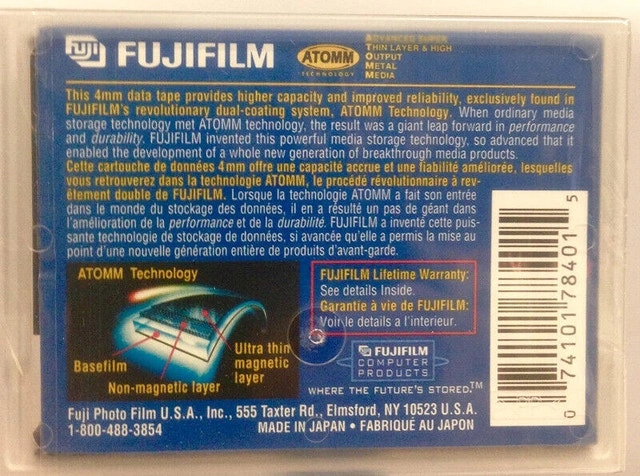 FUJI FUJIFILM
ATOMM
TECHNOLOGY
ADVANCED SUPER
THIN LAYER & HIGH
OUTPUT
METAL
MEDIA
This 4mm data tape provides higher capacity and improved reliability, exclusively found in
FUJIFILM's revolutionary dual-coating system, ATOMM Technology. When ordinary media
storage technology met ATOMM technology, the result was a giant leap forward in performance
and durability. FUJIFILM invented this powerful media storage technology, so advanced that it
enabled the development of a whole new generation of breakthrough media products.
Cette cartouche de données 4mm offre une capacité accrue et une fiabilité améliorée, lesquelles
vous retrouverez dans la technologie ATOMM, le procédé révolutionnaire à rev-
êtement double de FUJIFILM. Lorsque la technologie ATOMM a fait son entrée
dans le monde du stockage des données, il en a résulté un pas de géant dans
l'amélioration de la performance et de la durabilité. FUJIFILM a inventé cette puis-
sante technologie de stockage de données, si avancée qu'elle a permis la mise au
point d'une nouvelle génération entière de produits d'avant-garde.
ATOMM Technology
Basefilm
Non-magnetic layer
Ultra thin
magnetic
layer
FUJIFILM Lifetime Warranty:
See details Inside.
Garantie à vie de FUJIFILM:
Voir le details a l'interieur.
FUJIFILM
COMPUTER
PRODUCTS
WHERE THE FUTURE'S STORED.™
0 74101 78401 5
Fuji Photo Film U.S.A., Inc., 555 Taxter Rd., Elmsford, NY 10523 U.S.A.
1-800-488-3854 MADE IN JAPAN • FABRIQUÉ AU JAPON